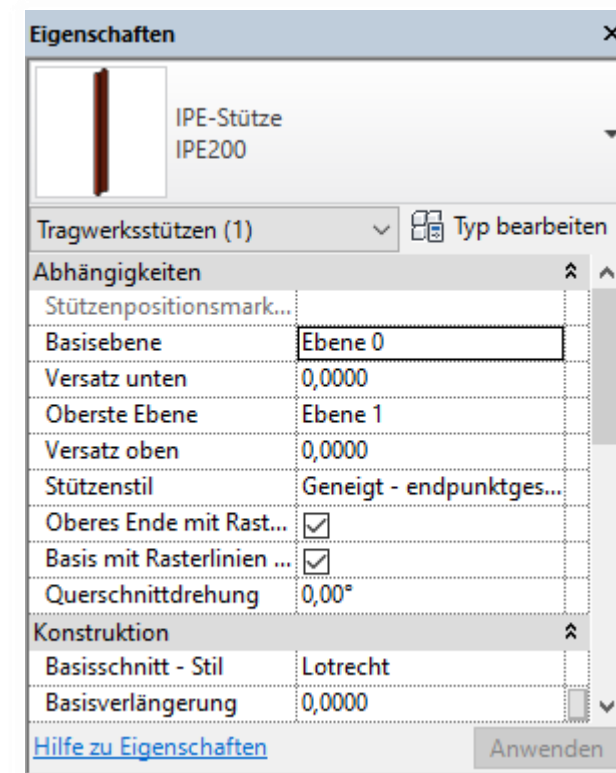 Eigenschaften
IPE-Stütze
IPE200
Tragwerksstützen (1) Typ bearbeiten
Abhängigkeiten
Stützenpositionsmark...
Basisebene Ebene 0
Versatz unten 0,0000
Oberste Ebene Ebene 1
Versatz oben 0,0000
Stützenstil Geneigt - endpunktges...
Oberes Ende mit Rast...
Basis mit Rasterlinien ...
Querschnittdrehung 0,00°
Konstruktion
Basisschnitt - Stil Lotrecht
Basisverlängerung 0,0000
Hilfe zu Eigenschaften Anwenden